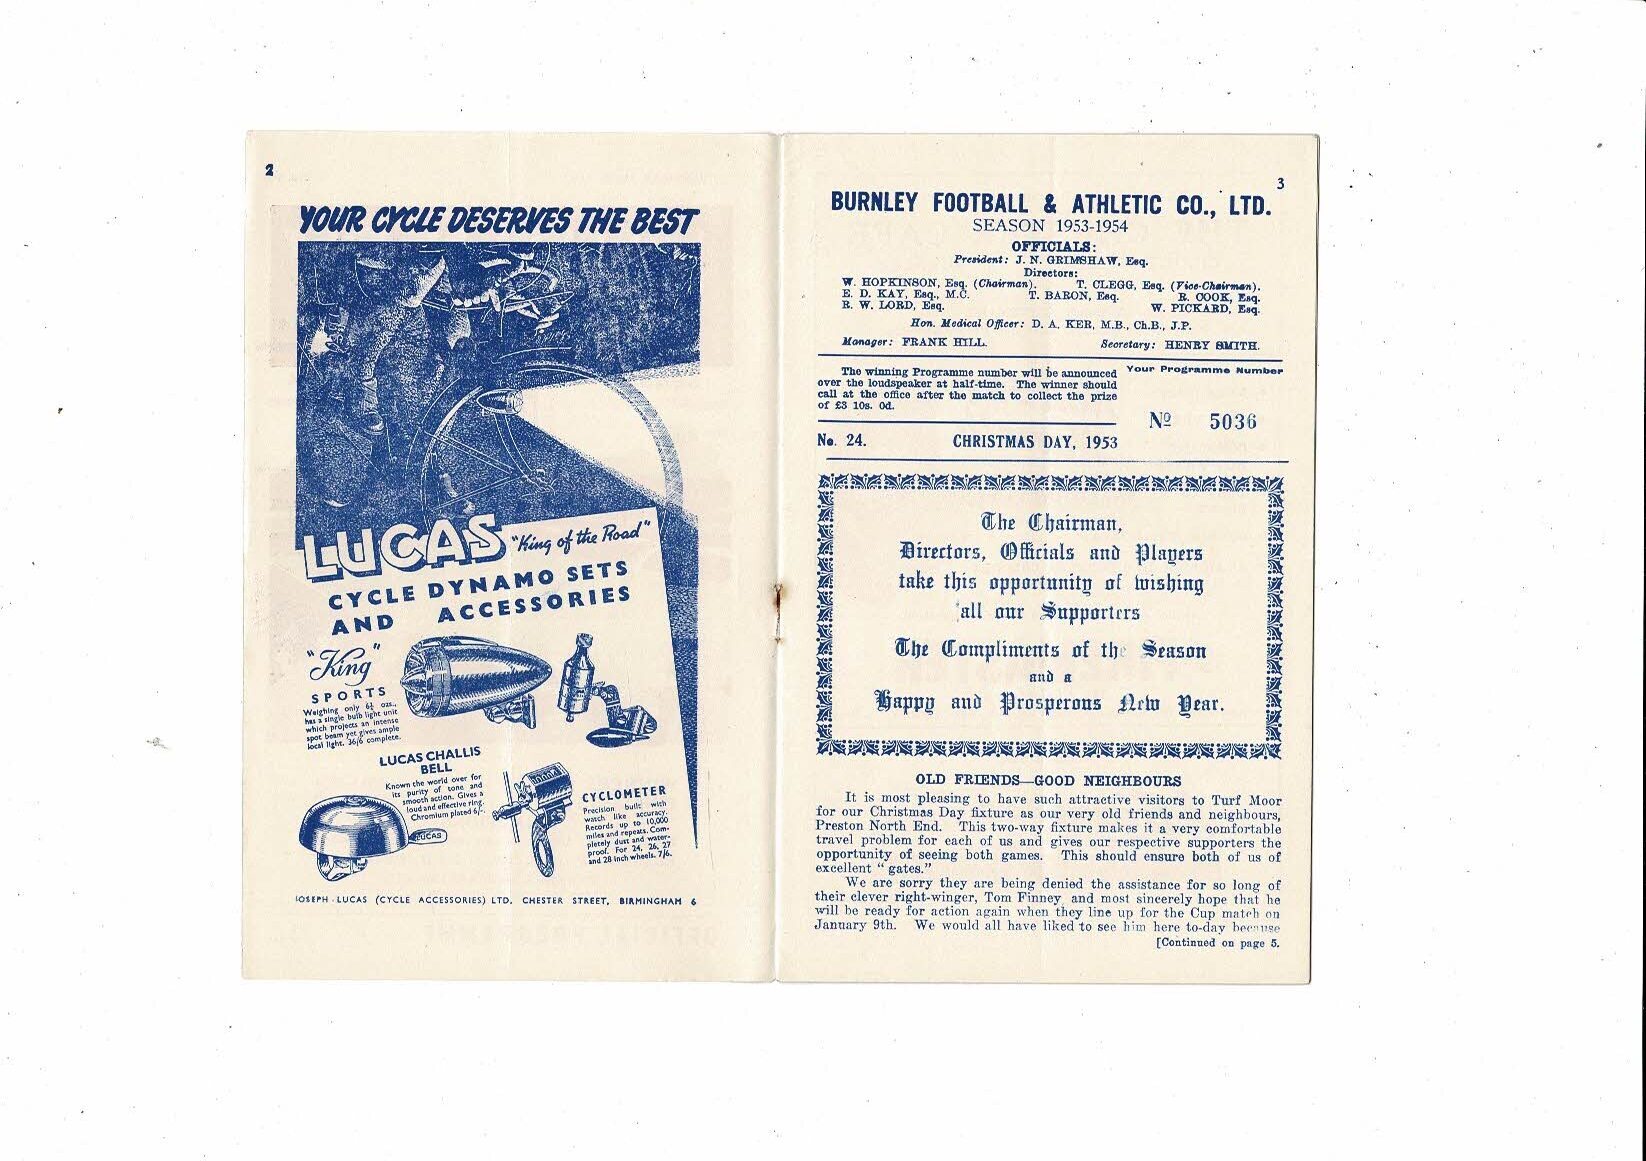 2
YOUR CYCLE DESERVES THE BEST
LUCAS "King of the Road"
CYCLE DYNAMO SETS
AND ACCESSORIES
"King"
SPORTS
Weighing only 6½ ozs.,
has a single bulb light unit
which projects an intense
spot beam yet gives ample
local light. 36/6 complete.
LUCAS CHALLIS
BELL
Known the world over for
its purity of tone and
smooth action. Gives a
loud and effective ring.
Chromium plated 6/-.
LUCAS
CYCLOMETER
Precision built with
watch like accuracy.
Records up to 10,000
miles and repeats. Com-
pletely dust and water-
proof. For 24, 26, 27
and 28 inch wheels. 7/6.
JOSEPH LUCAS (CYCLE ACCESSORIES) LTD. CHESTER STREET, BIRMINGHAM 6
3
BURNLEY FOOTBALL & ATHLETIC CO., LTD.
SEASON 1953-1954
OFFICIALS:
President: J. N. GRIMSHAW, Esq.
Directors:
W. HOPKINSON, Esq. (Chairman). T. CLEGG, Esq. (Vice-Chairman).
E. D. KAY, Esq., M.C. T. BARON, Esq. R. COOK, Esq.
R. W. LORD, Esq. W. PICKARD, Esq.
Hon. Medical Officer: D. A. KER, M.B., Ch.B., J.P.
Manager: FRANK HILL. Secretary: HENRY SMITH.
The winning Programme number will be announced
over the loudspeaker at half-time. The winner should
call at the office after the match to collect the prize
of £3 10s. 0d.
Your Programme Number
Nº 5036
No. 24. CHRISTMAS DAY, 1953
The Chairman,
Directors, Officials and Players
take this opportunity of wishing
all our Supporters
The Compliments of the Season
and a
Happy and Prosperous New Year.
OLD FRIENDS—GOOD NEIGHBOURS
It is most pleasing to have such attractive visitors to Turf Moor
for our Christmas Day fixture as our very old friends and neighbours,
Preston North End. This two-way fixture makes it a very comfortable
travel problem for each of us and gives our respective supporters the
opportunity of seeing both games. This should ensure both of us of
excellent " gates."
We are sorry they are being denied the assistance for so long of
their clever right-winger, Tom Finney and most sincerely hope that he
will be ready for action again when they line up for the Cup match on
January 9th. We would all have liked to see him here to-day because
[Continued on page 5.